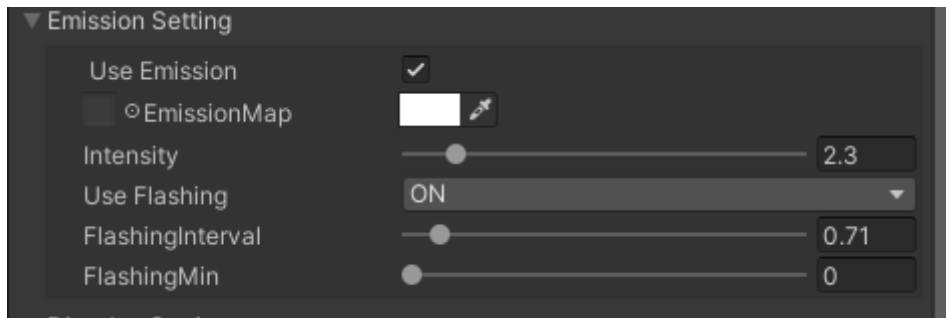 Emission Setting
Use Emission
EmissionMap
Intensity 2.3
Use Flashing ON
FlashingInterval 0.71
FlashingMin 0